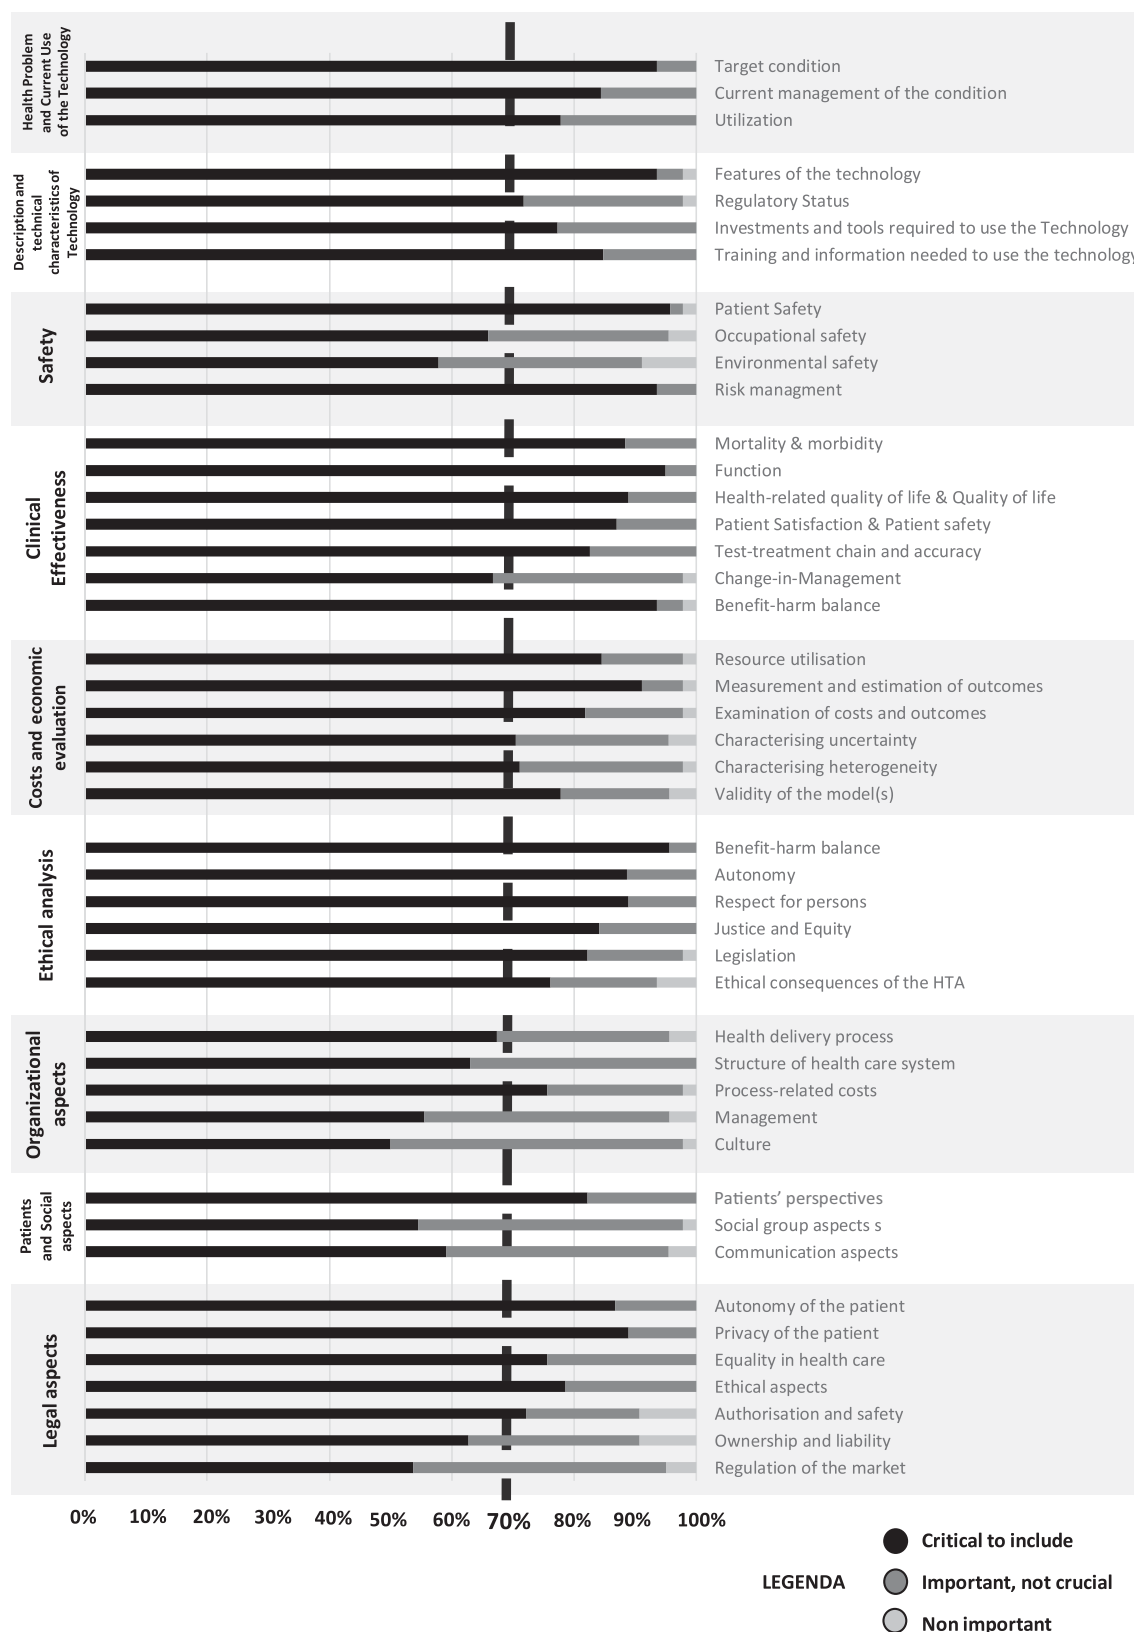 Health Problem
and Current Use
of the Technology
Target condition
Current management of the condition
Utilization
Description and
technical
characteristics of
Technology
Features of the technology
Regulatory Status
Investments and tools required to use the Technology
Training and information needed to use the technology
Safety
Patient Safety
Occupational safety
Environmental safety
Risk managment
Clinical
Effectiveness
Mortality & morbidity
Function
Health-related quality of life & Quality of life
Patient Satisfaction & Patient safety
Test-treatment chain and accuracy
Change-in-Management
Benefit-harm balance
Costs and economic
evaluation
Resource utilisation
Measurement and estimation of outcomes
Examination of costs and outcomes
Characterising uncertainty
Characterising heterogeneity
Validity of the model(s)
Ethical analysis
Benefit-harm balance
Autonomy
Respect for persons
Justice and Equity
Legislation
Ethical consequences of the HTA
Organizational
aspects
Health delivery process
Structure of health care system
Process-related costs
Management
Culture
Patients
and Social
aspects
Patients’ perspectives
Social group aspects s
Communication aspects
Legal aspects
Autonomy of the patient
Privacy of the patient
Equality in health care
Ethical aspects
Authorisation and safety
Ownership and liability
Regulation of the market
0% 10% 20% 30% 40% 50% 60% 70% 80% 90% 100%
LEGENDA
Critical to include
Important, not crucial
Non important